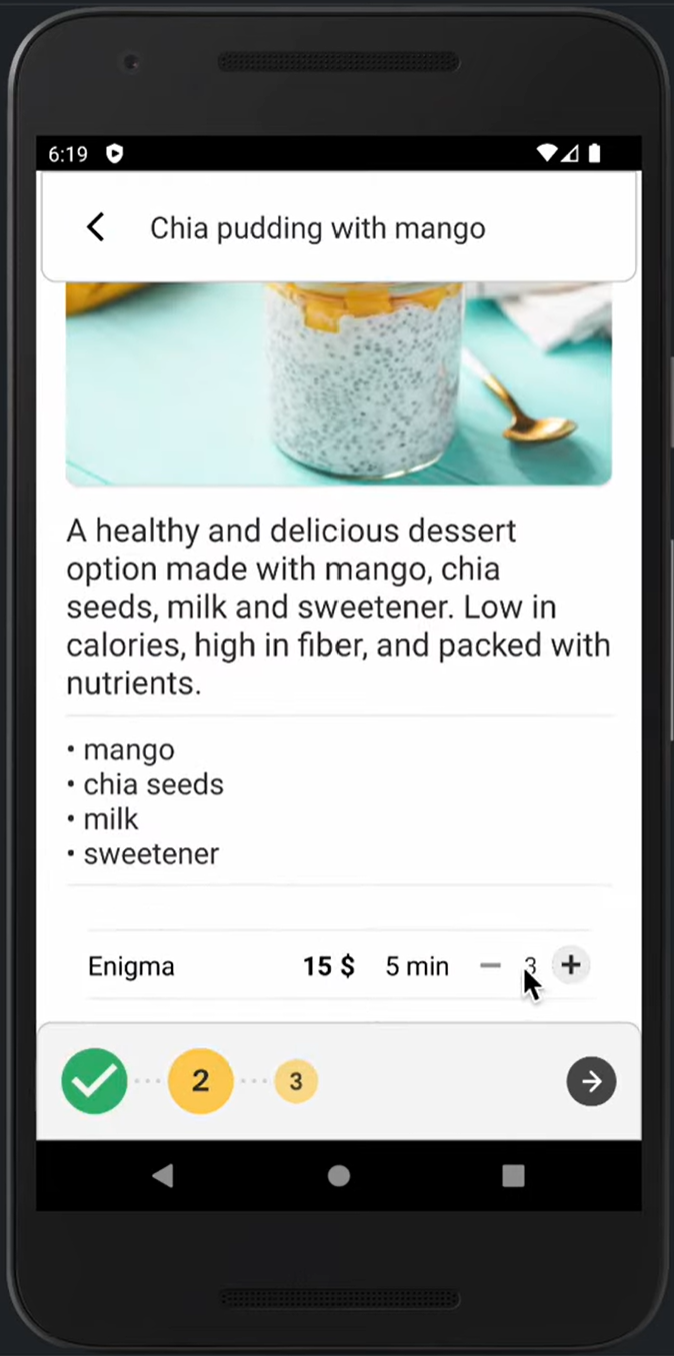 6:19
Chia pudding with mango
A healthy and delicious dessert
option made with mango, chia
seeds, milk and sweetener. Low in
calories, high in fiber, and packed with
nutrients.
• mango
• chia seeds
• milk
• sweetener
Enigma 15 $ 5 min − 3 +
2 3